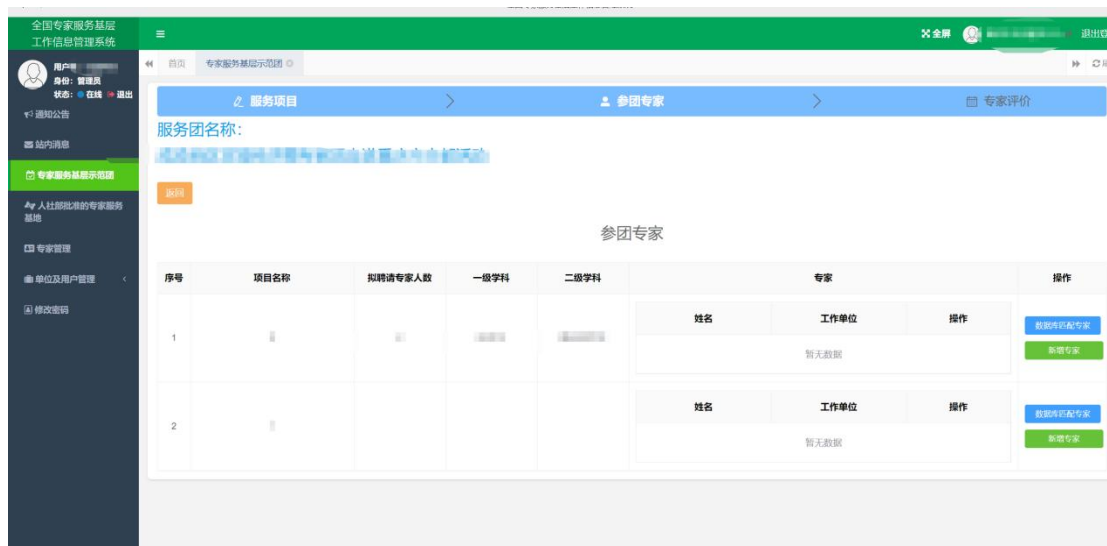 全国专家服务基层
工作信息管理系统
全屏
用户
身份：管理员
状态： 在线 退出
首页 专家服务基层示范团
通知公告
站内消息
专家服务基层示范团
人社部批准的专家服务
基地
专家管理
单位及用户管理
修改密码
服务项目 参团专家 专家评价
服务团名称：
返回
参团专家
序号 项目名称 拟聘请专家人数 一级学科 二级学科 专家 操作
姓名 工作单位 操作
1
暂无数据
数据库匹配专家
新增专家
姓名 工作单位 操作
2
暂无数据
数据库匹配专家
新增专家